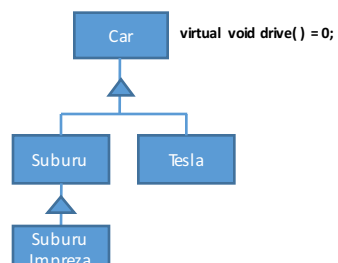 Car
virtual void drive( ) = 0;
Suburu
Tesla
Suburu
Impreza